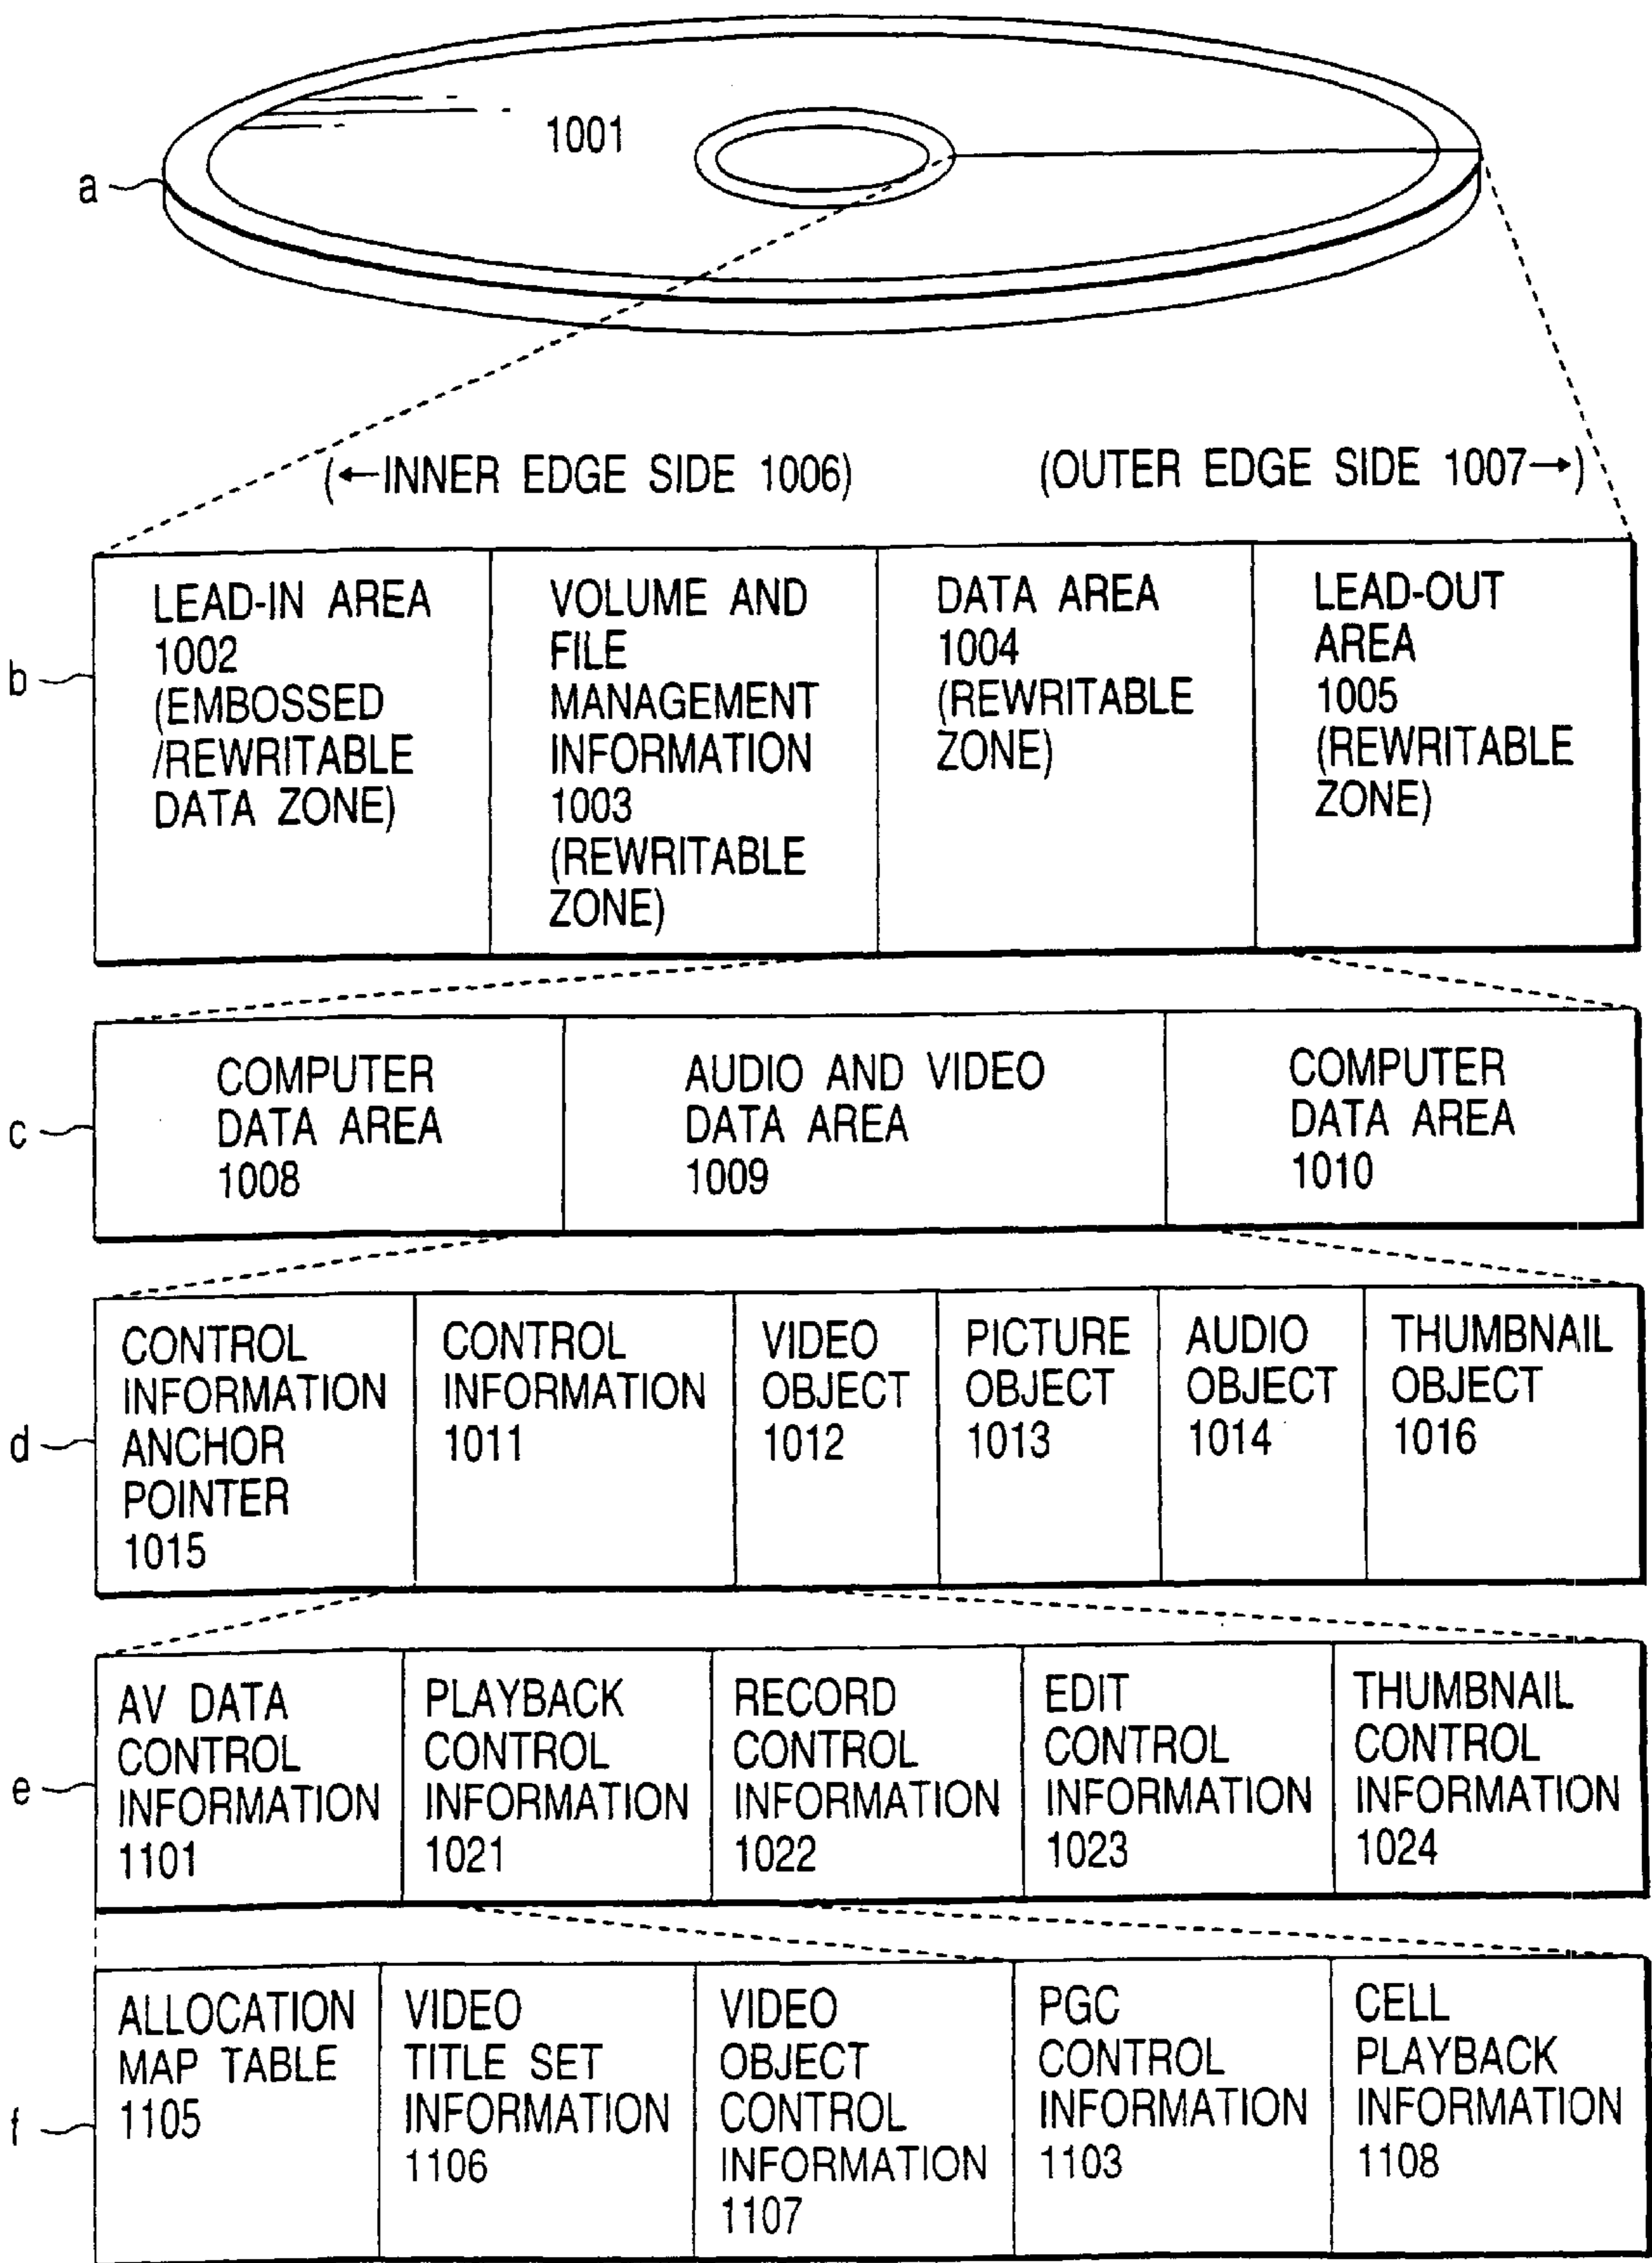 1001
a
(←INNER EDGE SIDE 1006)
(OUTER EDGE SIDE 1007→)
b
LEAD-IN AREA
1002
(EMBOSSED
/REWRITABLE
DATA ZONE)
VOLUME AND
FILE
MANAGEMENT
INFORMATION
1003
(REWRITABLE
ZONE)
DATA AREA
1004
(REWRITABLE
ZONE)
LEAD-OUT
AREA
1005
(REWRITABLE
ZONE)
c
COMPUTER
DATA AREA
1008
AUDIO AND VIDEO
DATA AREA
1009
COMPUTER
DATA AREA
1010
d
CONTROL
INFORMATION
ANCHOR
POINTER
1015
CONTROL
INFORMATION
1011
VIDEO
OBJECT
1012
PICTURE
OBJECT
1013
AUDIO
OBJECT
1014
THUMBNAIL
OBJECT
1016
e
AV DATA
CONTROL
INFORMATION
1101
PLAYBACK
CONTROL
INFORMATION
1021
RECORD
CONTROL
INFORMATION
1022
EDIT
CONTROL
INFORMATION
1023
THUMBNAIL
CONTROL
INFORMATION
1024
f
ALLOCATION
MAP TABLE
1105
VIDEO
TITLE SET
INFORMATION
1106
VIDEO
OBJECT
CONTROL
INFORMATION
1107
PGC
CONTROL
INFORMATION
1103
CELL
PLAYBACK
INFORMATION
1108